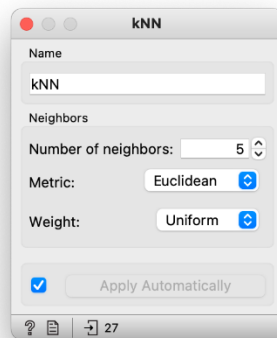 kNN
Name
kNN
Neighbors
Number of neighbors: 5
Metric: Euclidean
Weight: Uniform
Apply Automatically
? 27